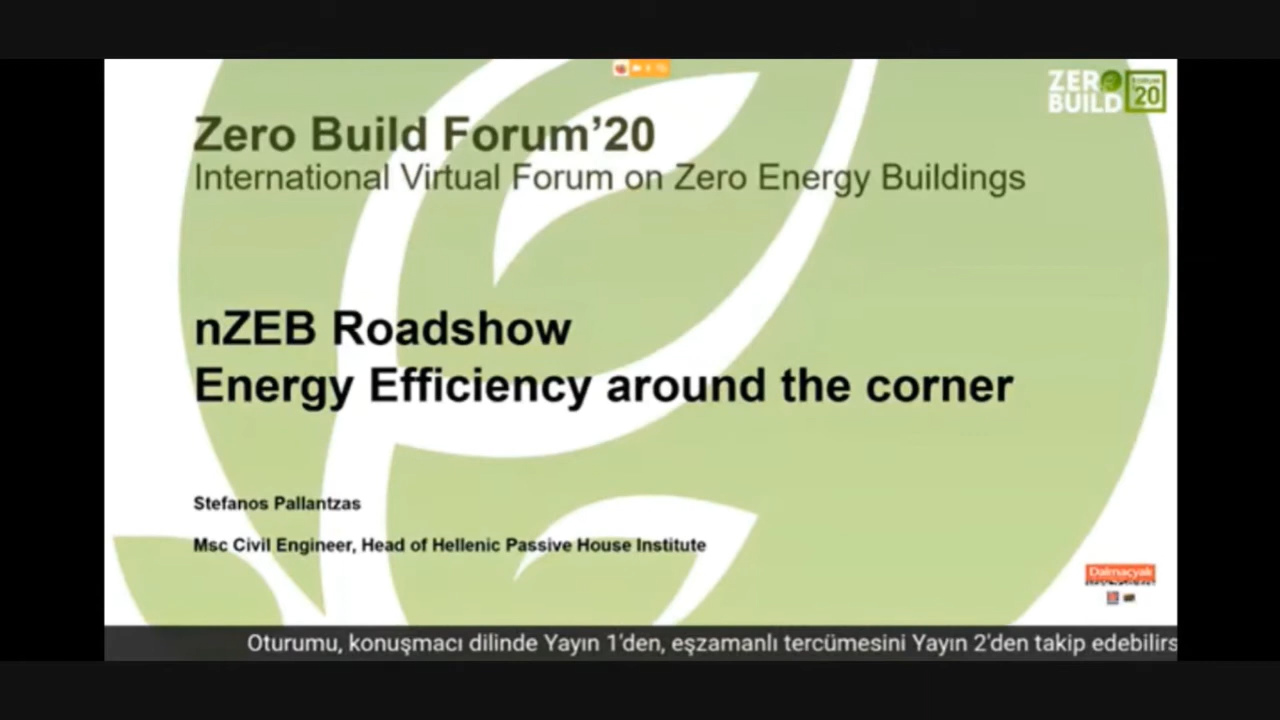 ZERO
BUILD
FORUM
'20
Zero Build Forum’20
International Virtual Forum on Zero Energy Buildings
nZEB Roadshow
Energy Efficiency around the corner
Stefanos Pallantzas
Msc Civil Engineer, Head of Hellenic Passive House Institute
Dalmaçyalı
Oturumu, konuşmacı dilinde Yayın 1'den, eşzamanlı tercümesini Yayın 2'den takip edebilirs